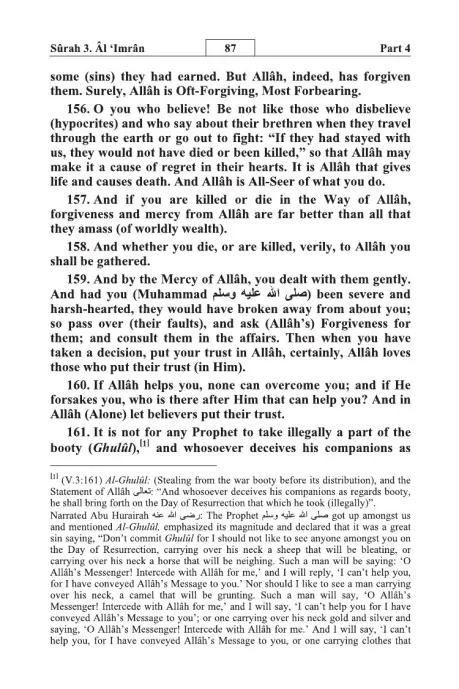 Sûrah 3. Âl ‘Imrân 87 Part 4
some (sins) they had earned. But Allâh, indeed, has forgiven
them. Surely, Allâh is Oft-Forgiving, Most Forbearing.
156. O you who believe! Be not like those who disbelieve
(hypocrites) and who say about their brethren when they travel
through the earth or go out to fight: “If they had stayed with
us, they would not have died or been killed,” so that Allâh may
make it a cause of regret in their hearts. It is Allâh that gives
life and causes death. And Allâh is All-Seer of what you do.
157. And if you are killed or die in the Way of Allâh,
forgiveness and mercy from Allâh are far better than all that
they amass (of worldly wealth).
158. And whether you die, or are killed, verily, to Allâh you
shall be gathered.
159. And by the Mercy of Allâh, you dealt with them gently.
And had you (Muhammad صلى الله عليه وسلم) been severe and
harsh-hearted, they would have broken away from about you;
so pass over (their faults), and ask (Allâh’s) Forgiveness for
them; and consult them in the affairs. Then when you have
taken a decision, put your trust in Allâh, certainly, Allâh loves
those who put their trust (in Him).
160. If Allâh helps you, none can overcome you; and if He
forsakes you, who is there after Him that can help you? And in
Allâh (Alone) let believers put their trust.
161. It is not for any Prophet to take illegally a part of the
booty (Ghulûl),[1] and whosoever deceives his companions as
[1] (V.3:161) Al-Ghulûl: (Stealing from the war booty before its distribution), and the
Statement of Allâh تعالى: “And whosoever deceives his companions as regards booty,
he shall bring forth on the Day of Resurrection that which he took (illegally)”.
Narrated Abu Hurairah رضى الله عنه: The Prophet صلى الله عليه وسلم got up amongst us
and mentioned Al-Ghulûl, emphasized its magnitude and declared that it was a great
sin saying, “Don’t commit Ghulûl for I should not like to see anyone amongst you on
the Day of Resurrection, carrying over his neck a sheep that will be bleating, or
carrying over his neck a horse that will be neighing. Such a man will be saying: ‘O
Allâh’s Messenger! Intercede with Allâh for me,’ and I will reply, ‘I can’t help you,
for I have conveyed Allâh’s Message to you.’ Nor should I like to see a man carrying
over his neck, a camel that will be grunting. Such a man will say, ‘O Allâh’s
Messenger! Intercede with Allâh for me,’ and I will say, ‘I can’t help you for I have
conveyed Allâh’s Message to you’; or one carrying over his neck gold and silver and
saying, ‘O Allâh’s Messenger! Intercede with Allâh for me.’ And I will say, ‘I can’t
help you, for I have conveyed Allâh’s Message to you, or one carrying clothes that